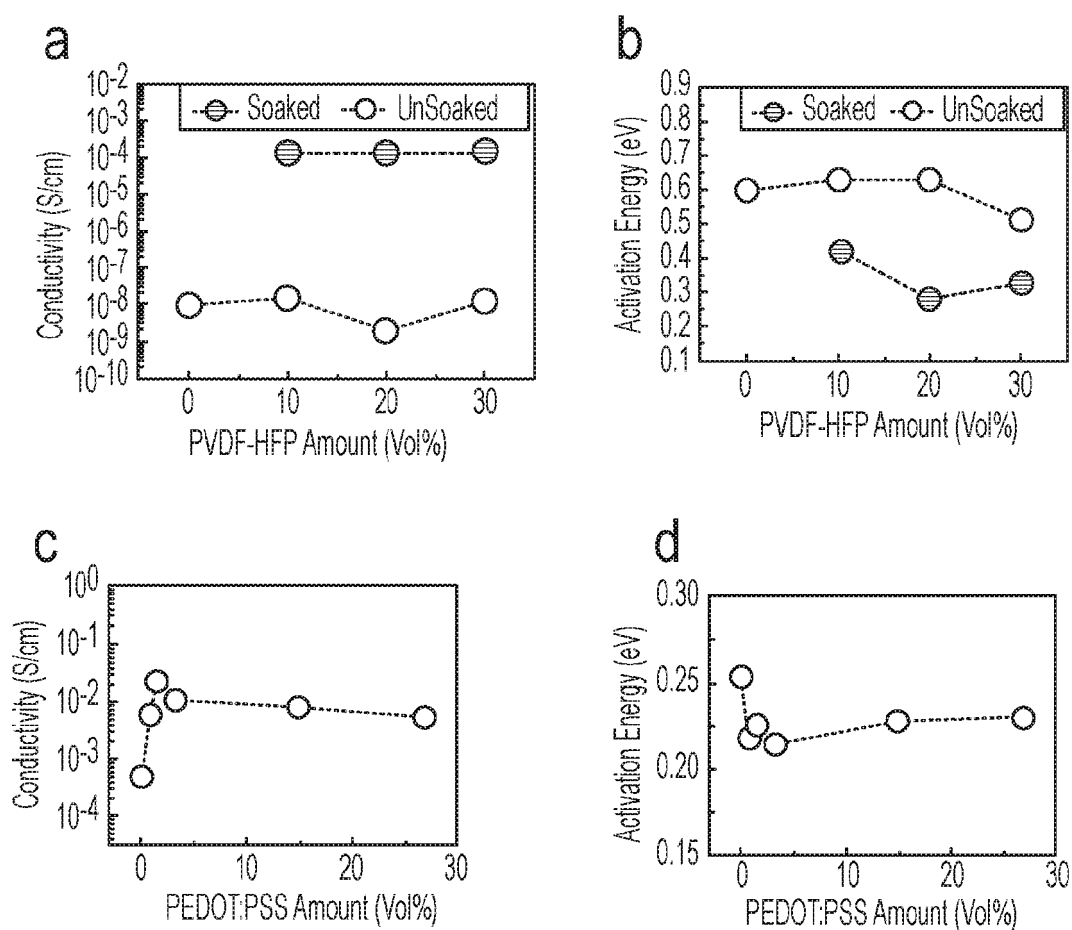 a
10⁻²
10⁻³
10⁻⁴
10⁻⁵
10⁻⁶
10⁻⁷
10⁻⁸
10⁻⁹
10⁻¹⁰
Conductivity (S/cm)
Soaked UnSoaked
0 10 20 30
PVDF-HFP Amount (Vol%)
b
0.9
0.8
0.7
0.6
0.5
0.4
0.3
0.2
0.1
Activation Energy (eV)
Soaked UnSoaked
0 10 20 30
PVDF-HFP Amount (Vol%)
c
10⁰
10⁻¹
10⁻²
10⁻³
10⁻⁴
Conductivity (S/cm)
0 10 20 30
PEDOT:PSS Amount (Vol%)
d
0.30
0.25
0.20
0.15
Activation Energy (eV)
0 10 20 30
PEDOT:PSS Amount (Vol%)